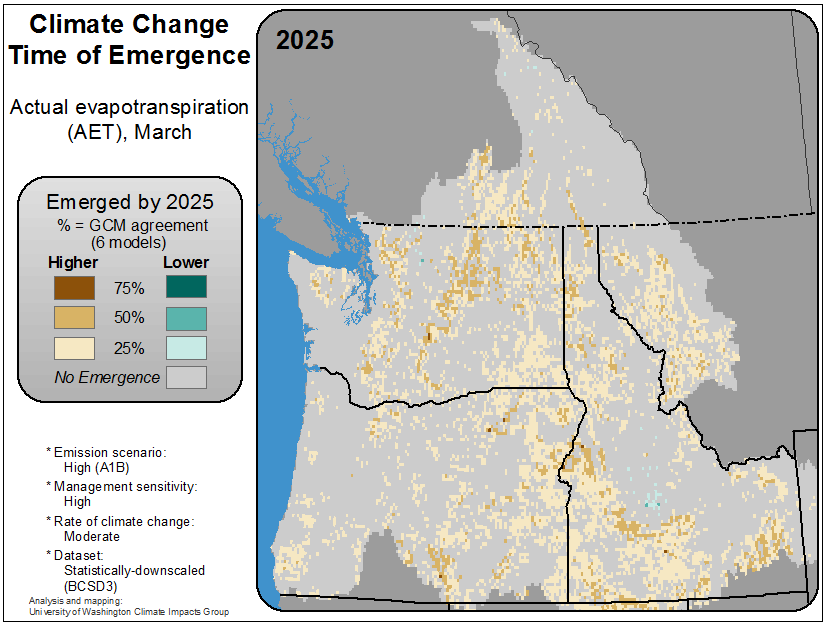 Climate Change
Time of Emergence
Actual evapotranspiration
(AET), March
Emerged by 2025
% = GCM agreement
(6 models)
Higher Lower
75%
50%
25%
No Emergence
* Emission scenario:
High (A1B)
* Management sensitivity:
High
* Rate of climate change:
Moderate
* Dataset:
Statistically-downscaled
(BCSD3)
Analysis and mapping:
University of Washington Climate Impacts Group
2025